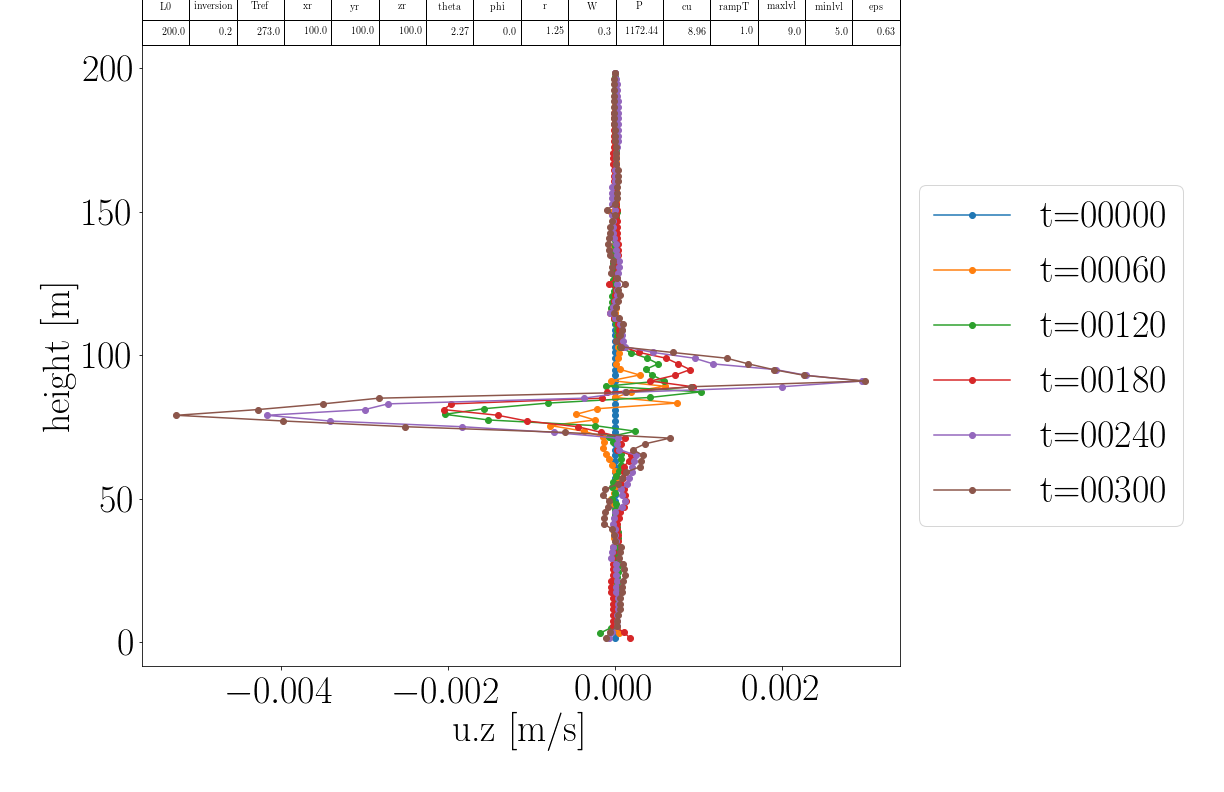 L0 inversion Tref xr yr zr theta phi r W P cu rampT maxlvl minlvl eps
200.0 0.2 273.0 100.0 100.0 100.0 2.27 0.0 1.25 0.3 1172.44 8.96 1.0 9.0 5.0 0.63
200
150
100
50
0
height [m]
−0.004 −0.002 0.000 0.002
u.z [m/s]
t=00000
t=00060
t=00120
t=00180
t=00240
t=00300